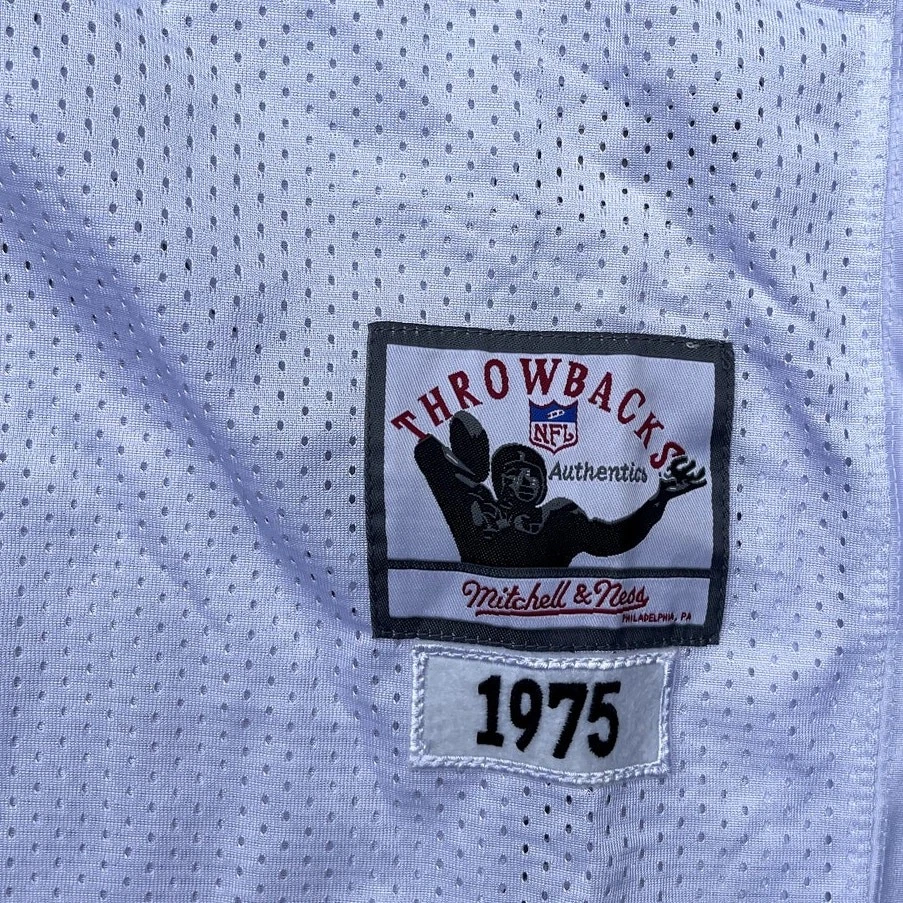 THROWBACKS
NFL
Authentics
Mitchell & Ness
PHILADELPHIA, PA
1975